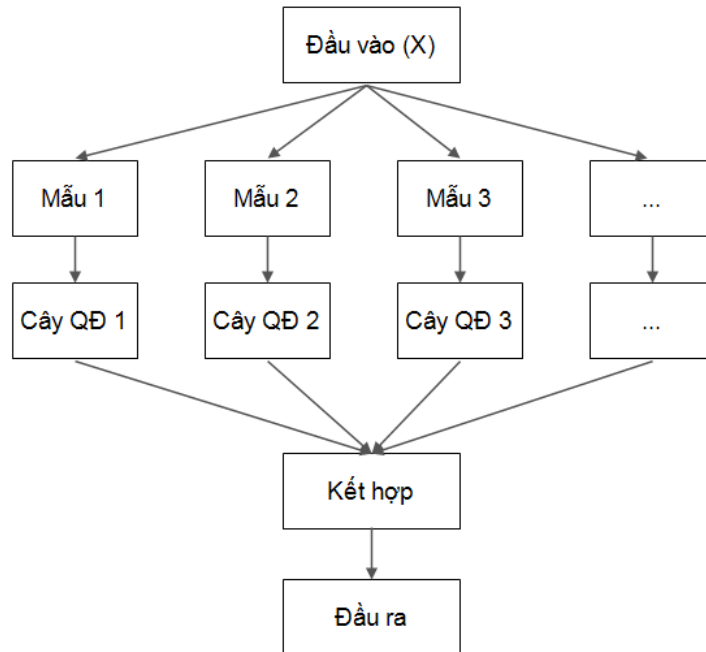 Đầu vào (X)
Mẫu 1
Mẫu 2
Mẫu 3
...
Cây QĐ 1
Cây QĐ 2
Cây QĐ 3
...
Kết hợp
Đầu ra